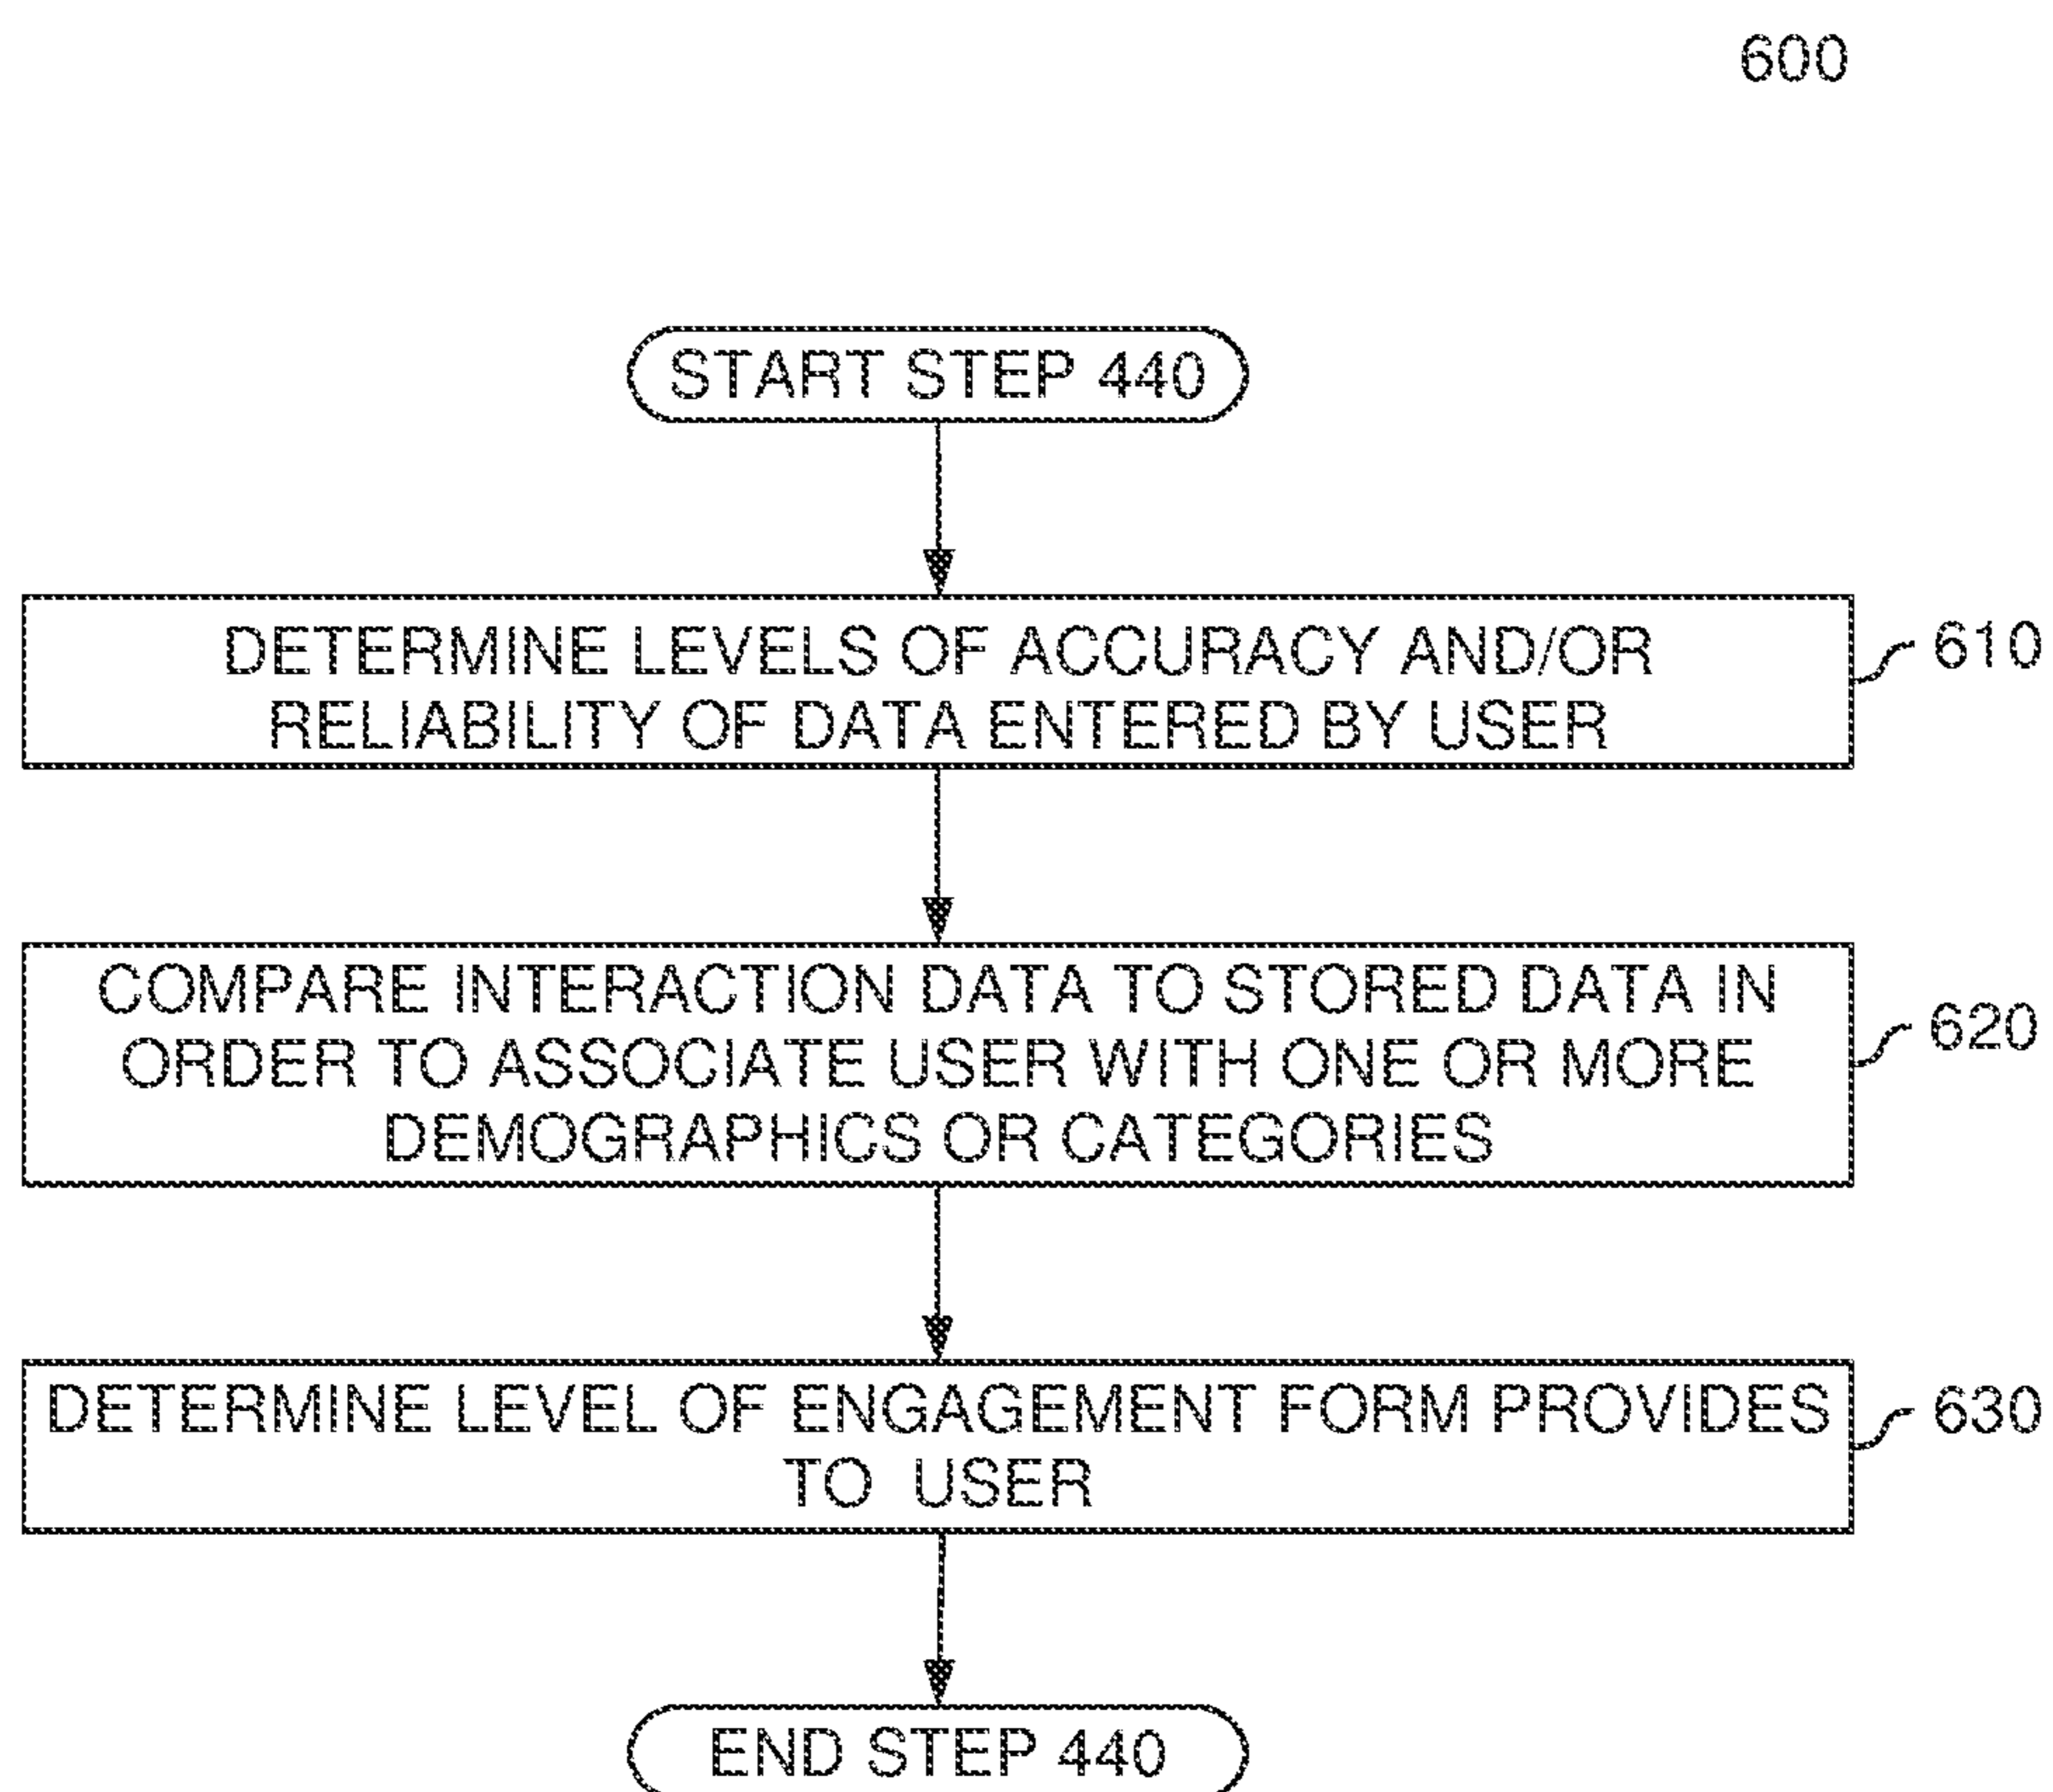 600
START STEP 440
DETERMINE LEVELS OF ACCURACY AND/OR
RELIABILITY OF DATA ENTERED BY USER
610
COMPARE INTERACTION DATA TO STORED DATA IN
ORDER TO ASSOCIATE USER WITH ONE OR MORE
DEMOGRAPHICS OR CATEGORIES
620
DETERMINE LEVEL OF ENGAGEMENT FORM PROVIDES
TO USER
630
END STEP 440